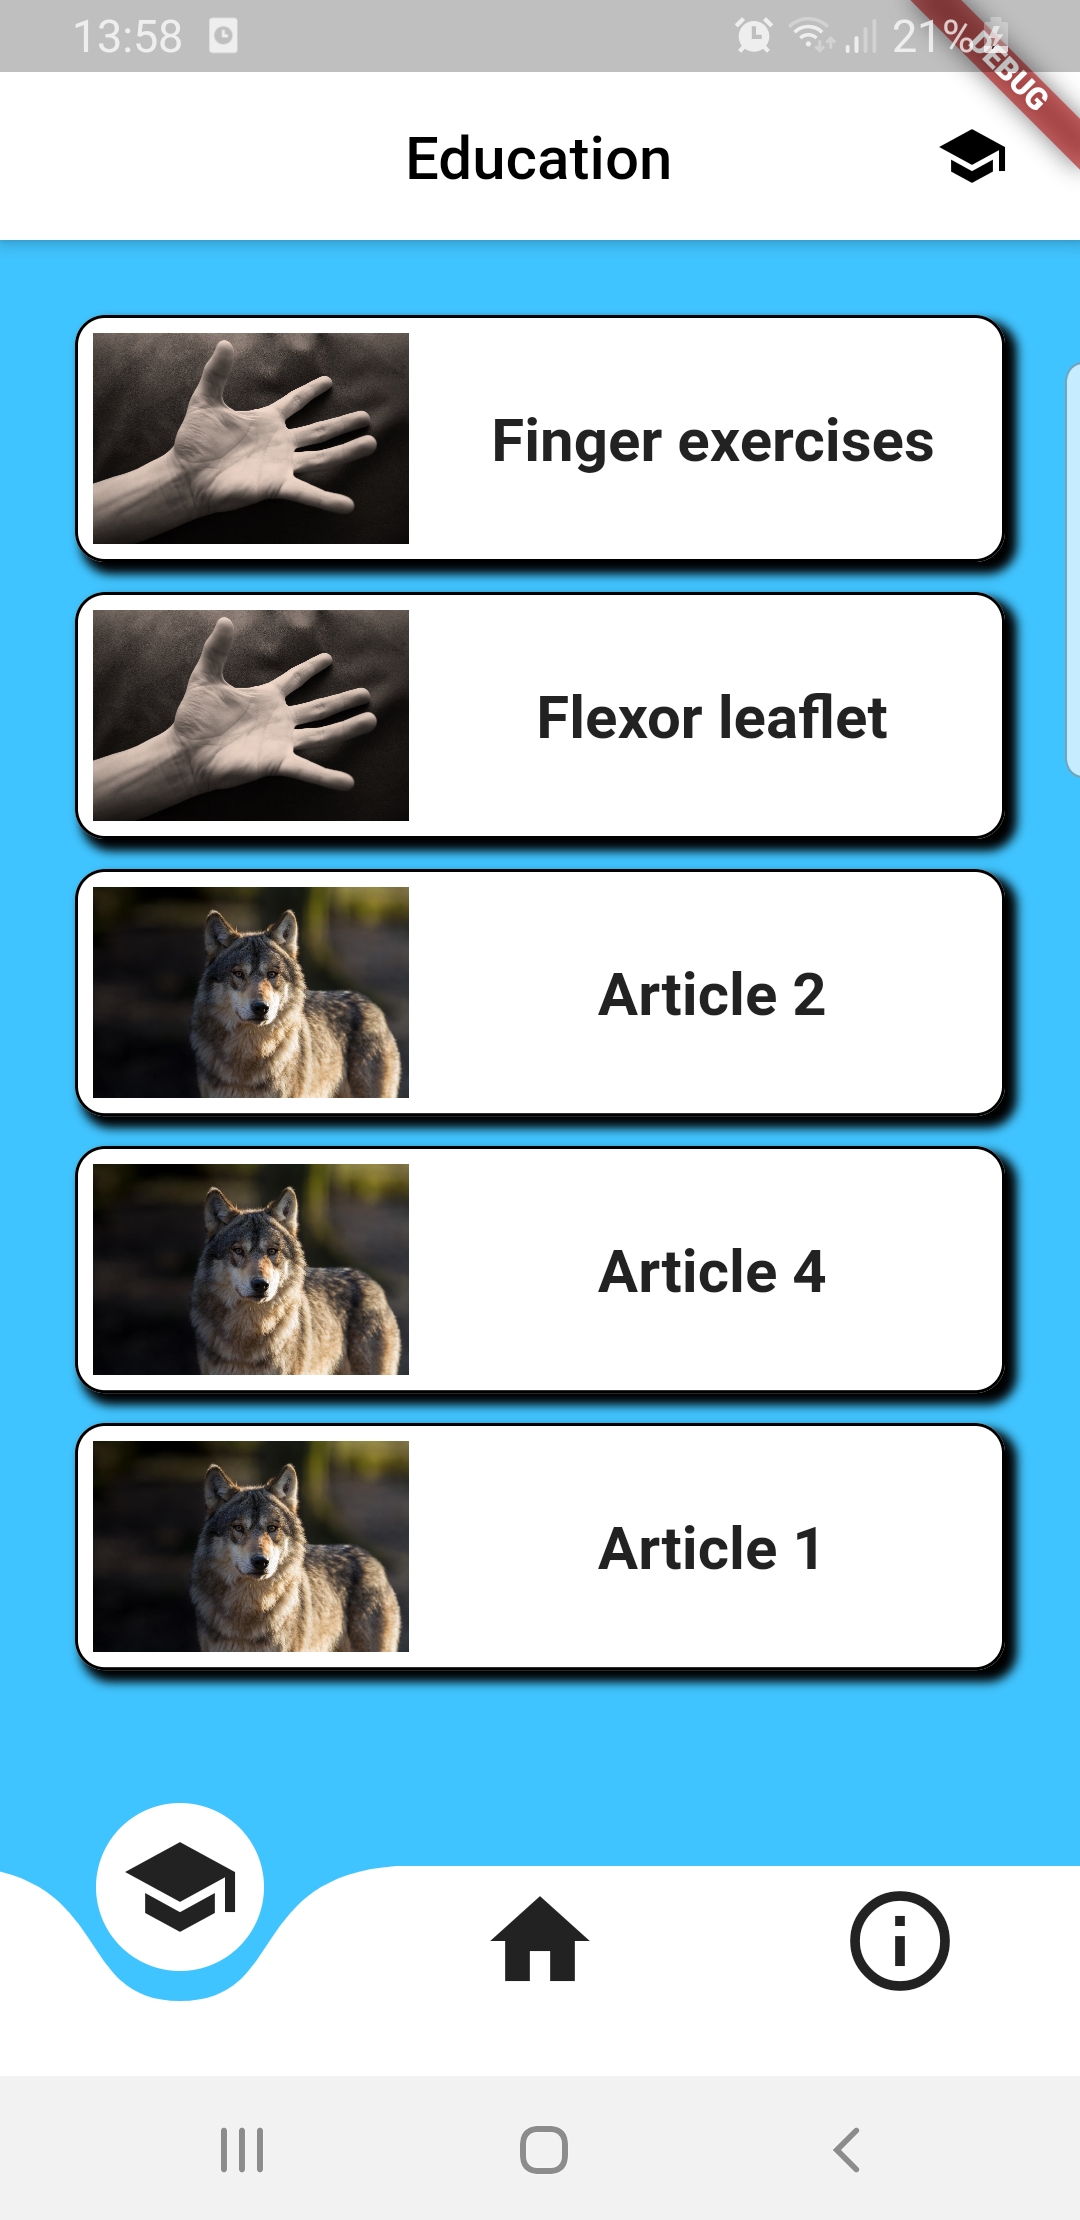 13:58
21%
DEBUG
Education
Finger exercises
Flexor leaflet
Article 2
Article 4
Article 1